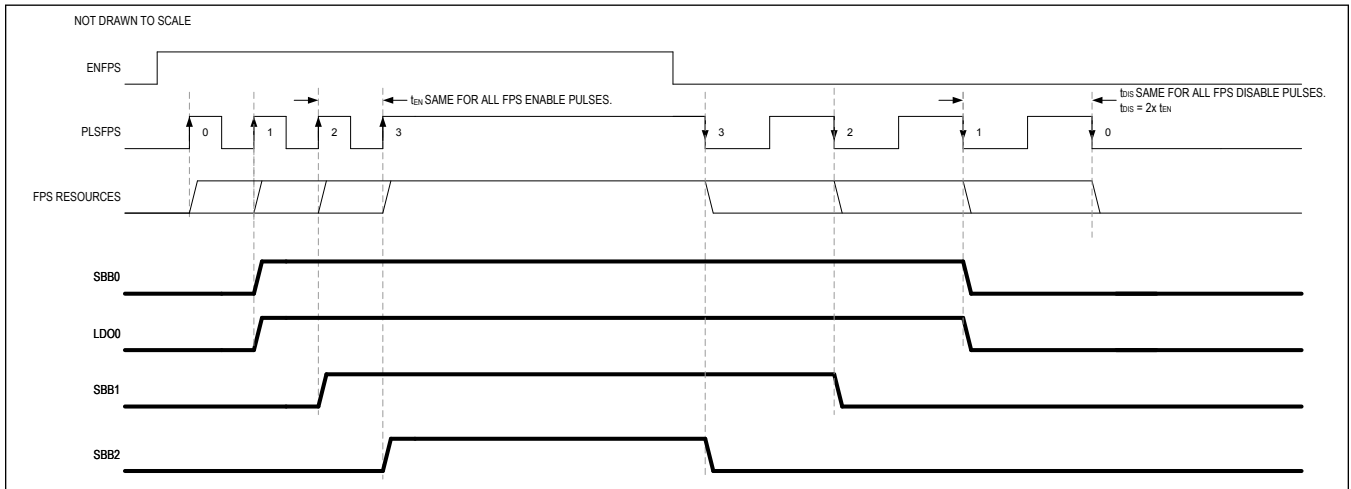 NOT DRAWN TO SCALE
ENFPS
tEN SAME FOR ALL FPS ENABLE PULSES.
tDIS SAME FOR ALL FPS DISABLE PULSES.
tDIS = 2x tEN
PLSFPS
0 1 2 3 3 2 1 0
FPS RESOURCES
SBB0
LDO0
SBB1
SBB2